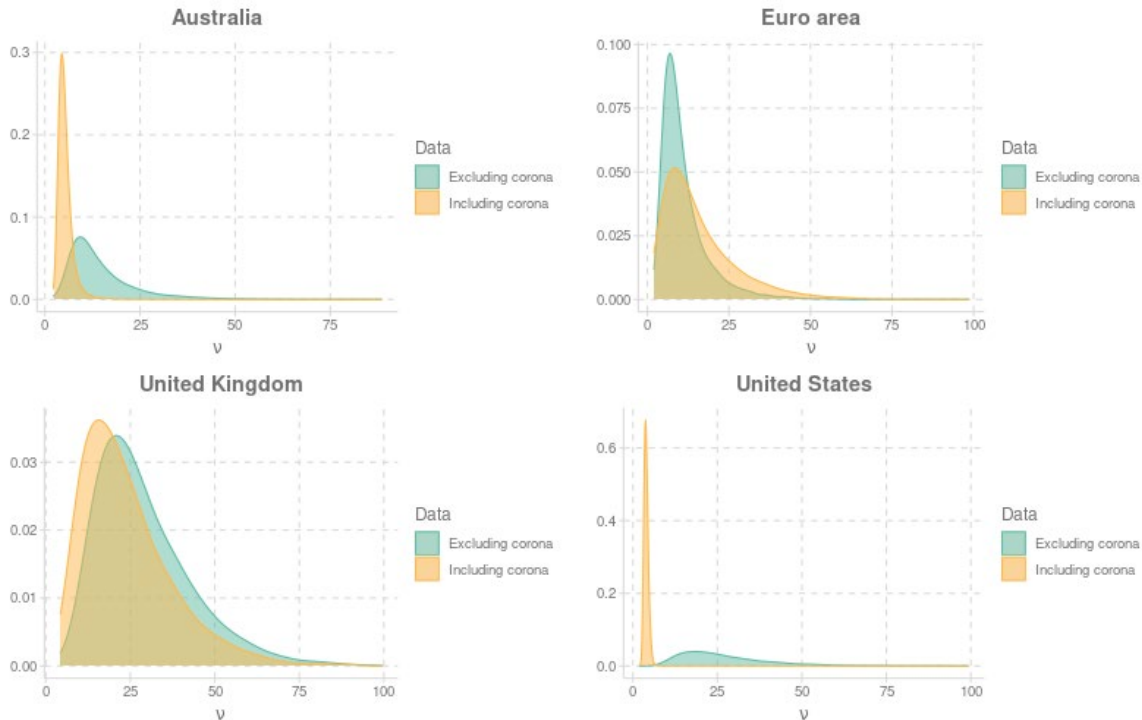 Australia
0.3
0.2
0.1
0.0
0 25 50 75
ν
Data
Excluding corona
Including corona
Euro area
0.100
0.075
0.050
0.025
0.000
0 25 50 75 100
ν
Data
Excluding corona
Including corona
United Kingdom
0.03
0.02
0.01
0.00
0 25 50 75 100
ν
Data
Excluding corona
Including corona
United States
0.6
0.4
0.2
0.0
0 25 50 75 100
ν
Data
Excluding corona
Including corona